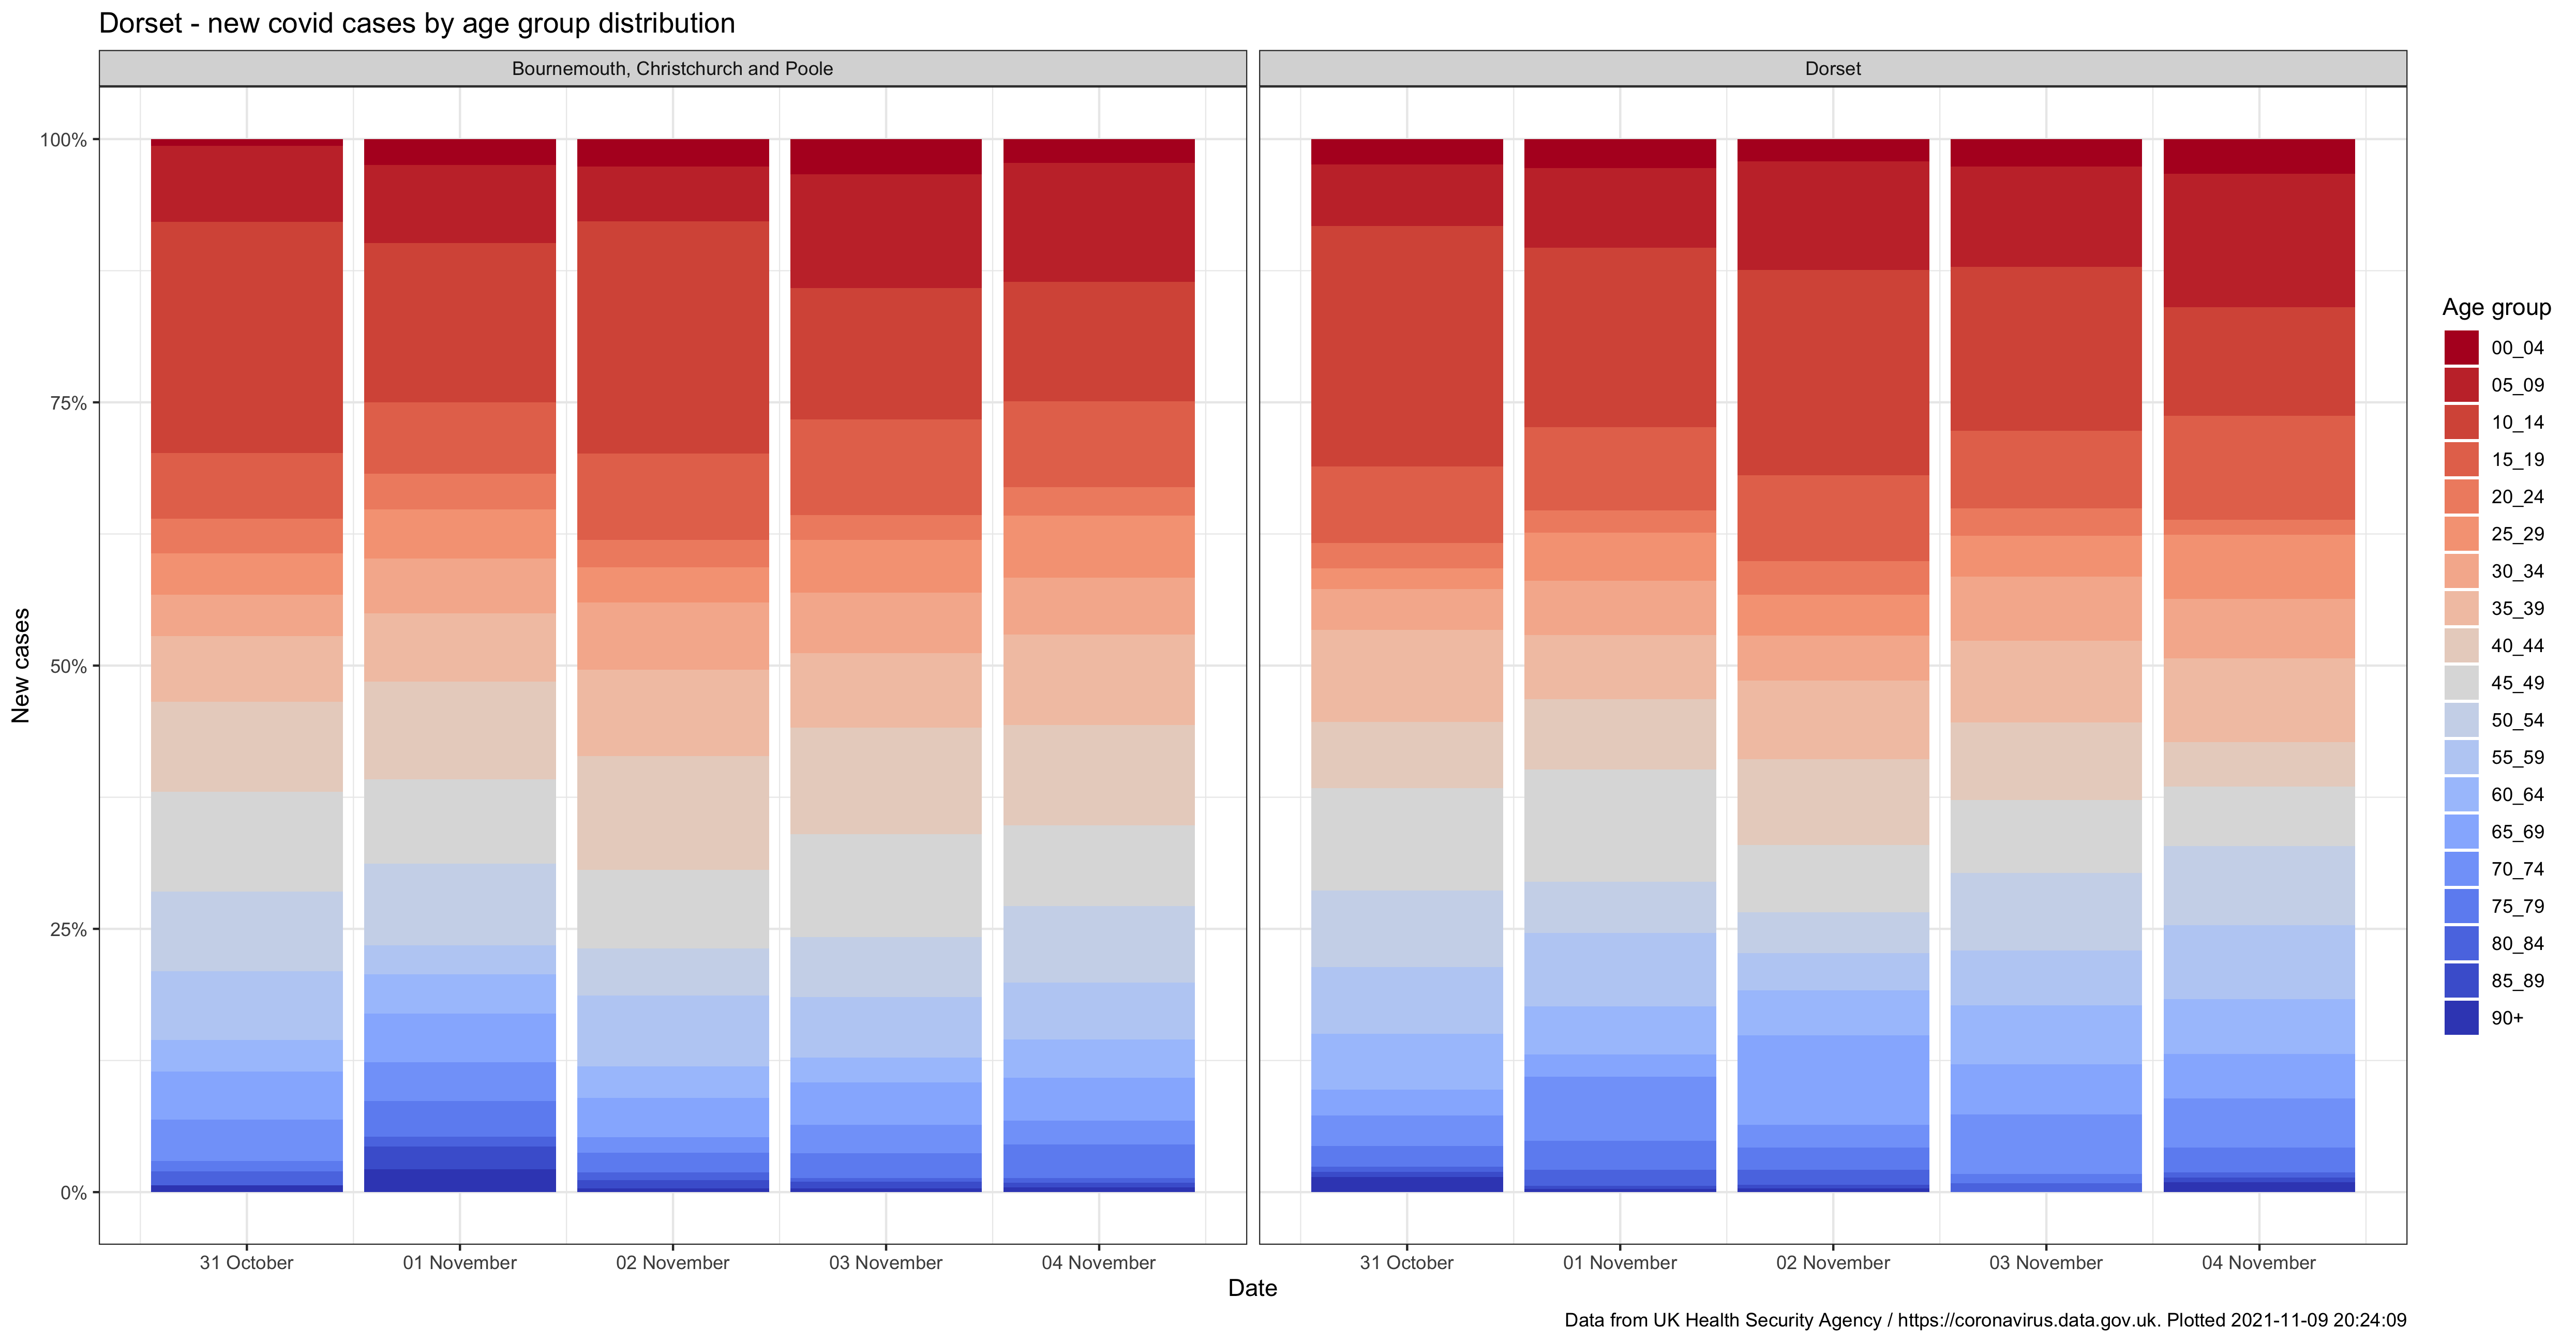 Dorset - new covid cases by age group distribution
Bournemouth, Christchurch and Poole
Dorset
100%
75%
50%
25%
0%
New cases
31 October
01 November
02 November
03 November
04 November
31 October
01 November
02 November
03 November
04 November
Date
Age group
00_04
05_09
10_14
15_19
20_24
25_29
30_34
35_39
40_44
45_49
50_54
55_59
60_64
65_69
70_74
75_79
80_84
85_89
90+
Data from UK Health Security Agency / https://coronavirus.data.gov.uk. Plotted 2021-11-09 20:24:09